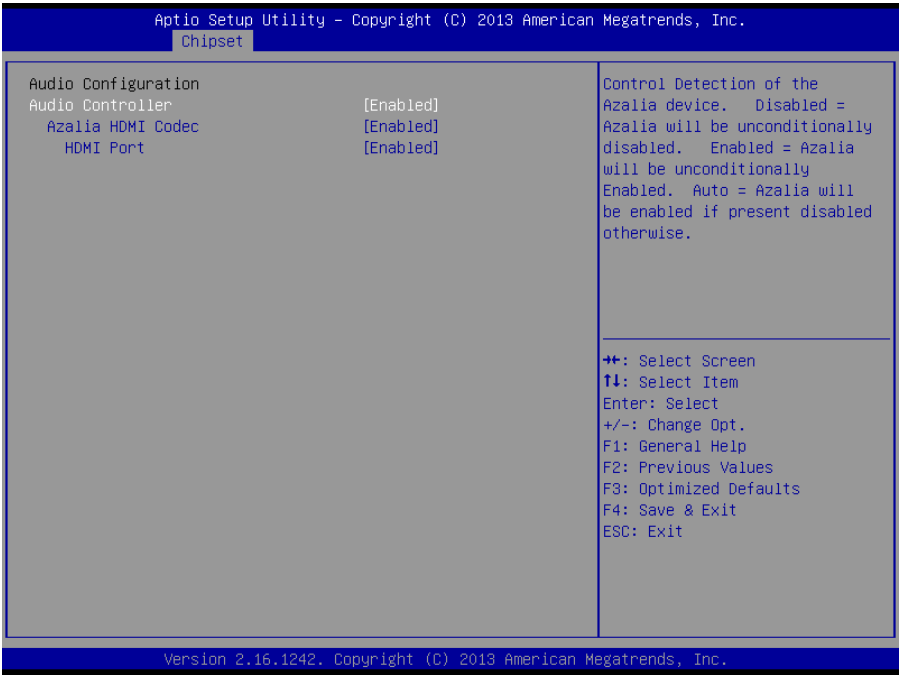 Aptio Setup Utility – Copyright (C) 2013 American Megatrends, Inc.
Chipset
Audio Configuration
Audio Controller [Enabled]
Azalia HDMI Codec [Enabled]
HDMI Port [Enabled]
Control Detection of the
Azalia device. Disabled =
Azalia will be unconditionally
disabled. Enabled = Azalia
will be unconditionally
Enabled. Auto = Azalia will
be enabled if present disabled
otherwise.
→←: Select Screen
↑↓: Select Item
Enter: Select
+/-: Change Opt.
F1: General Help
F2: Previous Values
F3: Optimized Defaults
F4: Save & Exit
ESC: Exit
Version 2.16.1242. Copyright (C) 2013 American Megatrends, Inc.